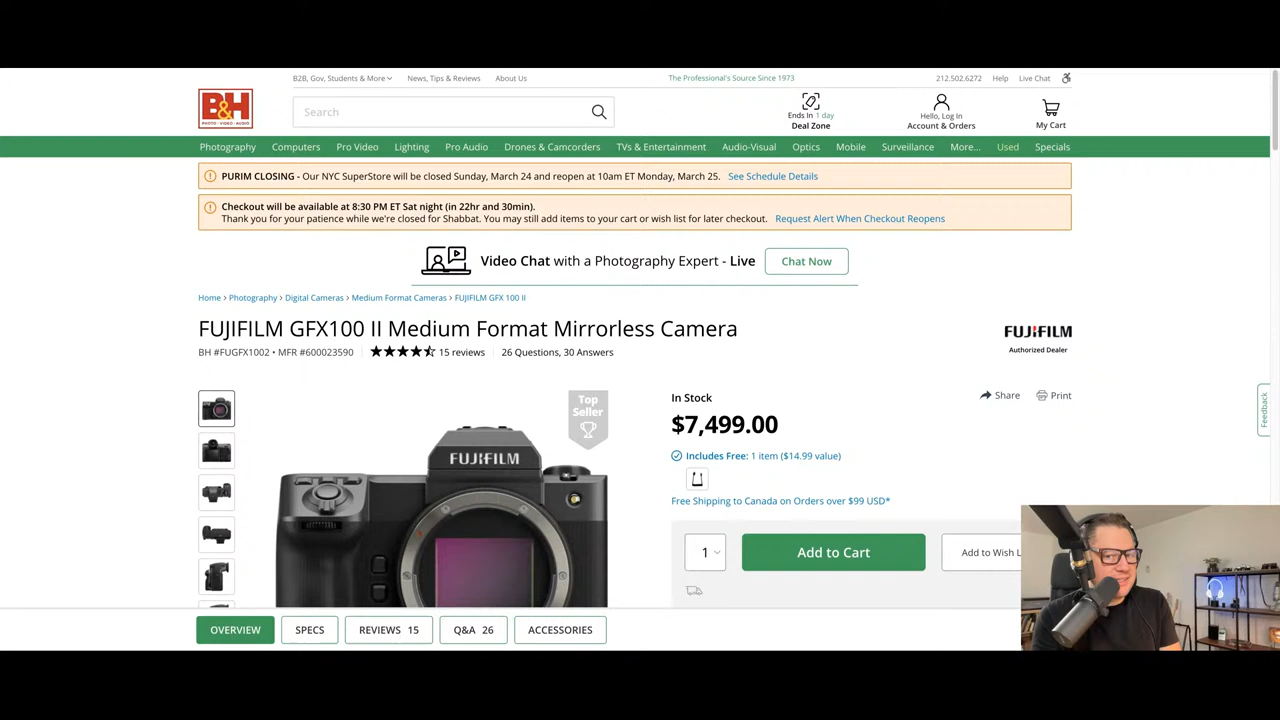 B2B, Gov, Students & More
News, Tips & Reviews
About Us
The Professional's Source Since 1973
212.502.6272
Help
Live Chat
B&H
PHOTO · VIDEO · AUDIO
Search
Ends In 1 day
Deal Zone
Hello, Log In
Account & Orders
My Cart
Photography
Computers
Pro Video
Lighting
Pro Audio
Drones & Camcorders
TVs & Entertainment
Audio-Visual
Optics
Mobile
Surveillance
More...
Used
Specials
PURIM CLOSING - Our NYC SuperStore will be closed Sunday, March 24 and reopen at 10am ET Monday, March 25. See Schedule Details
Checkout will be available at 8:30 PM ET Sat night (in 22hr and 30min).
Thank you for your patience while we're closed for Shabbat. You may still add items to your cart or wish list for later checkout. Request Alert When Checkout Reopens
Video Chat with a Photography Expert - Live
Chat Now
Home › Photography › Digital Cameras › Medium Format Cameras › FUJIFILM GFX 100 II
FUJIFILM GFX100 II Medium Format Mirrorless Camera
FUJIFILM
Authorized Dealer
BH #FUGFX1002 • MFR #600023590
15 reviews
26 Questions, 30 Answers
Top
Seller
FUJIFILM
In Stock
Share
Print
$7,499.00
Includes Free: 1 item ($14.99 value)
Free Shipping to Canada on Orders over $99 USD*
1
Add to Cart
Add to Wish L
Feedback
OVERVIEW
SPECS
REVIEWS 15
Q&A 26
ACCESSORIES